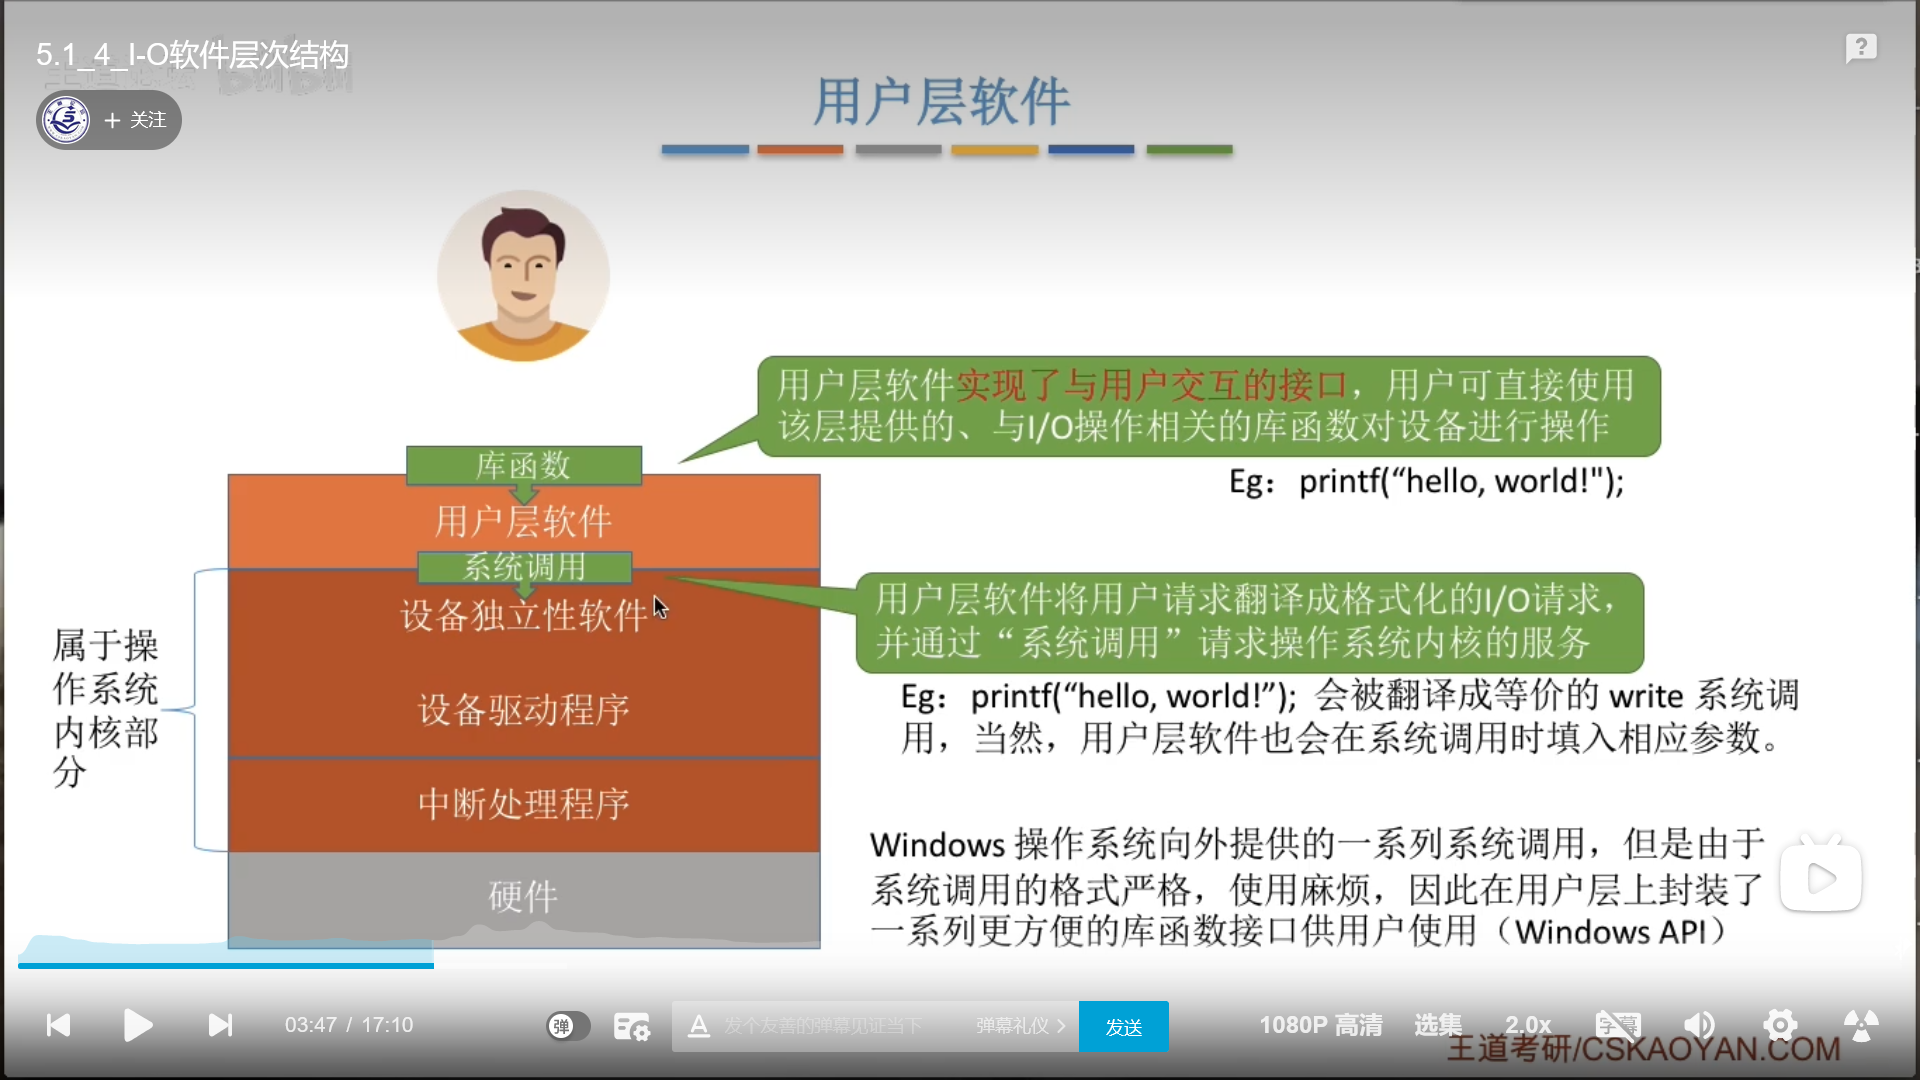 5.1_4_I-O软件层次结构
+ 关注
用户层软件
用户层软件实现了与用户交互的接口，用户可直接使用
该层提供的、与I/O操作相关的库函数对设备进行操作
Eg：printf(“hello, world!");
库函数
用户层软件
系统调用
设备独立性软件
设备驱动程序
中断处理程序
硬件
属于操
作系统
内核部
分
用户层软件将用户请求翻译成格式化的I/O请求，
并通过“系统调用”请求操作系统内核的服务
Eg：printf(“hello, world!”); 会被翻译成等价的 write 系统调
用，当然，用户层软件也会在系统调用时填入相应参数。
Windows 操作系统向外提供的一系列系统调用，但是由于
系统调用的格式严格，使用麻烦，因此在用户层上封装了
一系列更方便的库函数接口供用户使用（Windows API）
03:47 / 17:10
弹
发个友善的弹幕见证当下
弹幕礼仪
发送
1080P 高清
选集
2.0x
字幕
王道考研/CSKAOYAN.COM